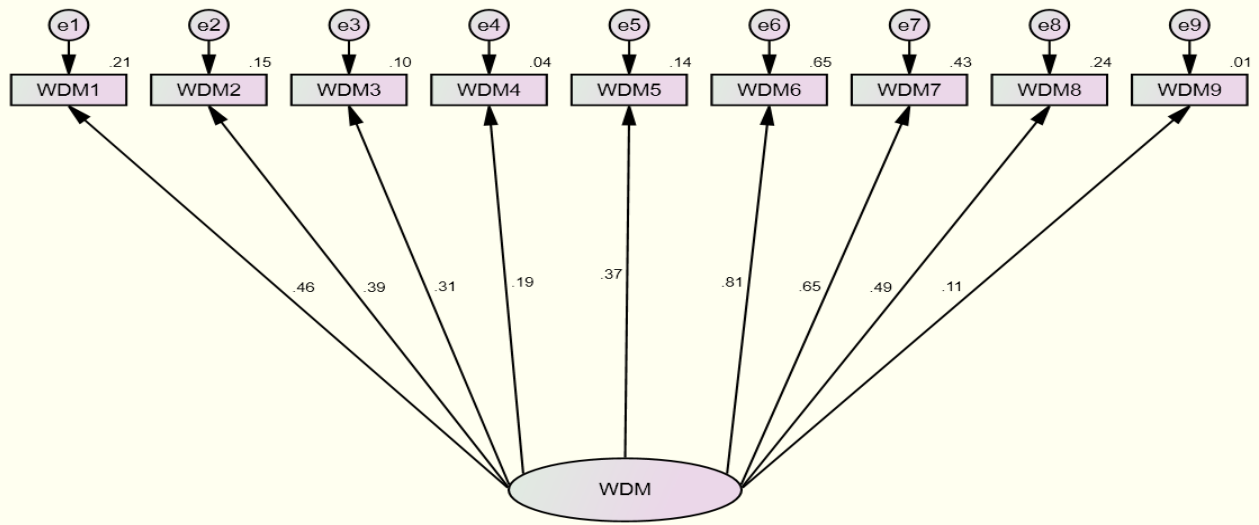 e1 e2 e3 e4 e5 e6 e7 e8 e9
.21 .15 .10 .04 .14 .65 .43 .24 .01
WDM1 WDM2 WDM3 WDM4 WDM5 WDM6 WDM7 WDM8 WDM9
.46 .39 .31 .19 .37 .81 .65 .49 .11
WDM